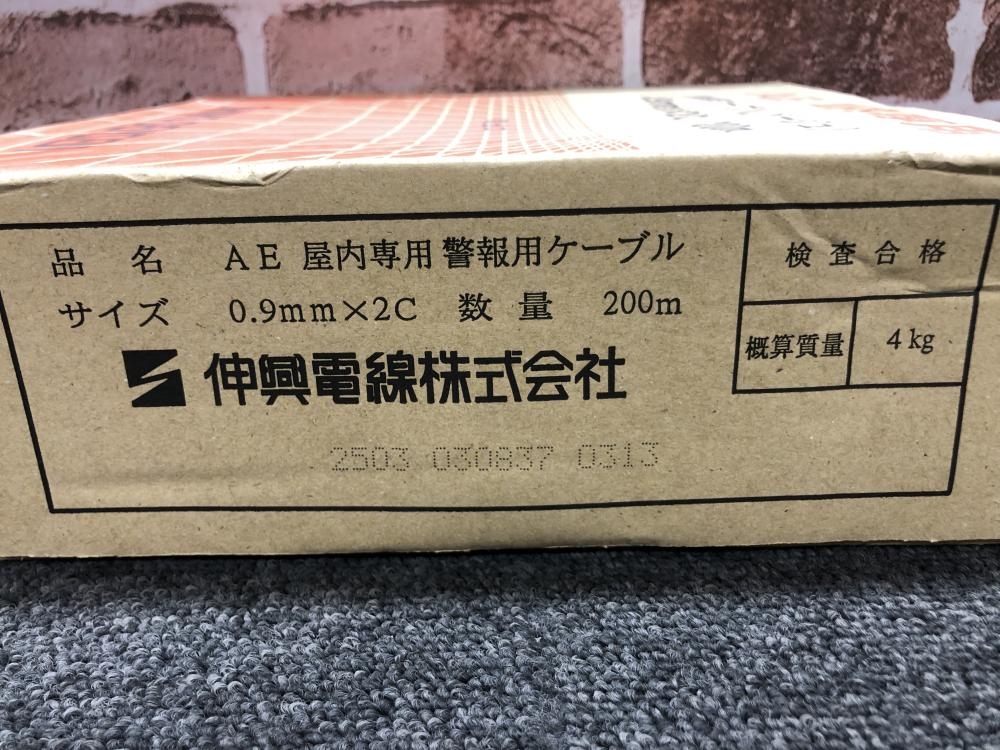 品名 AE 屋内専用 警報用ケーブル
サイズ 0.9mm×2C 数量 200m
検査合格
概算質量 4kg
伸興電線株式会社
2503 030837 0313